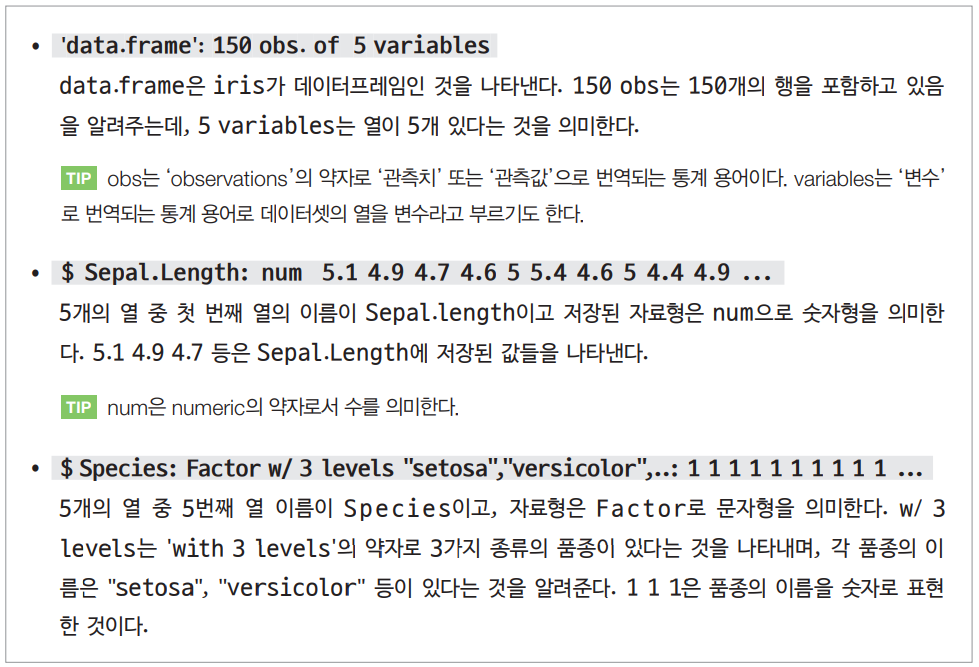 • 'data.frame': 150 obs. of 5 variables
data.frame은 iris가 데이터프레임인 것을 나타낸다. 150 obs는 150개의 행을 포함하고 있음
을 알려주는데, 5 variables는 열이 5개 있다는 것을 의미한다.
TIP obs는 ‘observations’의 약자로 ‘관측치’ 또는 ‘관측값’으로 번역되는 통계 용어이다. variables는 ‘변수’
로 번역되는 통계 용어로 데이터셋의 열을 변수라고 부르기도 한다.
• $ Sepal.Length: num 5.1 4.9 4.7 4.6 5 5.4 4.6 5 4.4 4.9 ...
5개의 열 중 첫 번째 열의 이름이 Sepal.length이고 저장된 자료형은 num으로 숫자형을 의미한
다. 5.1 4.9 4.7 등은 Sepal.Length에 저장된 값들을 나타낸다.
TIP num은 numeric의 약자로서 수를 의미한다.
• $ Species: Factor w/ 3 levels "setosa","versicolor",..: 1 1 1 1 1 1 1 1 1 1 ...
5개의 열 중 5번째 열 이름이 Species이고, 자료형은 Factor로 문자형을 의미한다. w/ 3
levels는 'with 3 levels'의 약자로 3가지 종류의 품종이 있다는 것을 나타내며, 각 품종의 이
름은 "setosa", "versicolor" 등이 있다는 것을 알려준다. 1 1 1은 품종의 이름을 숫자로 표현
한 것이다.